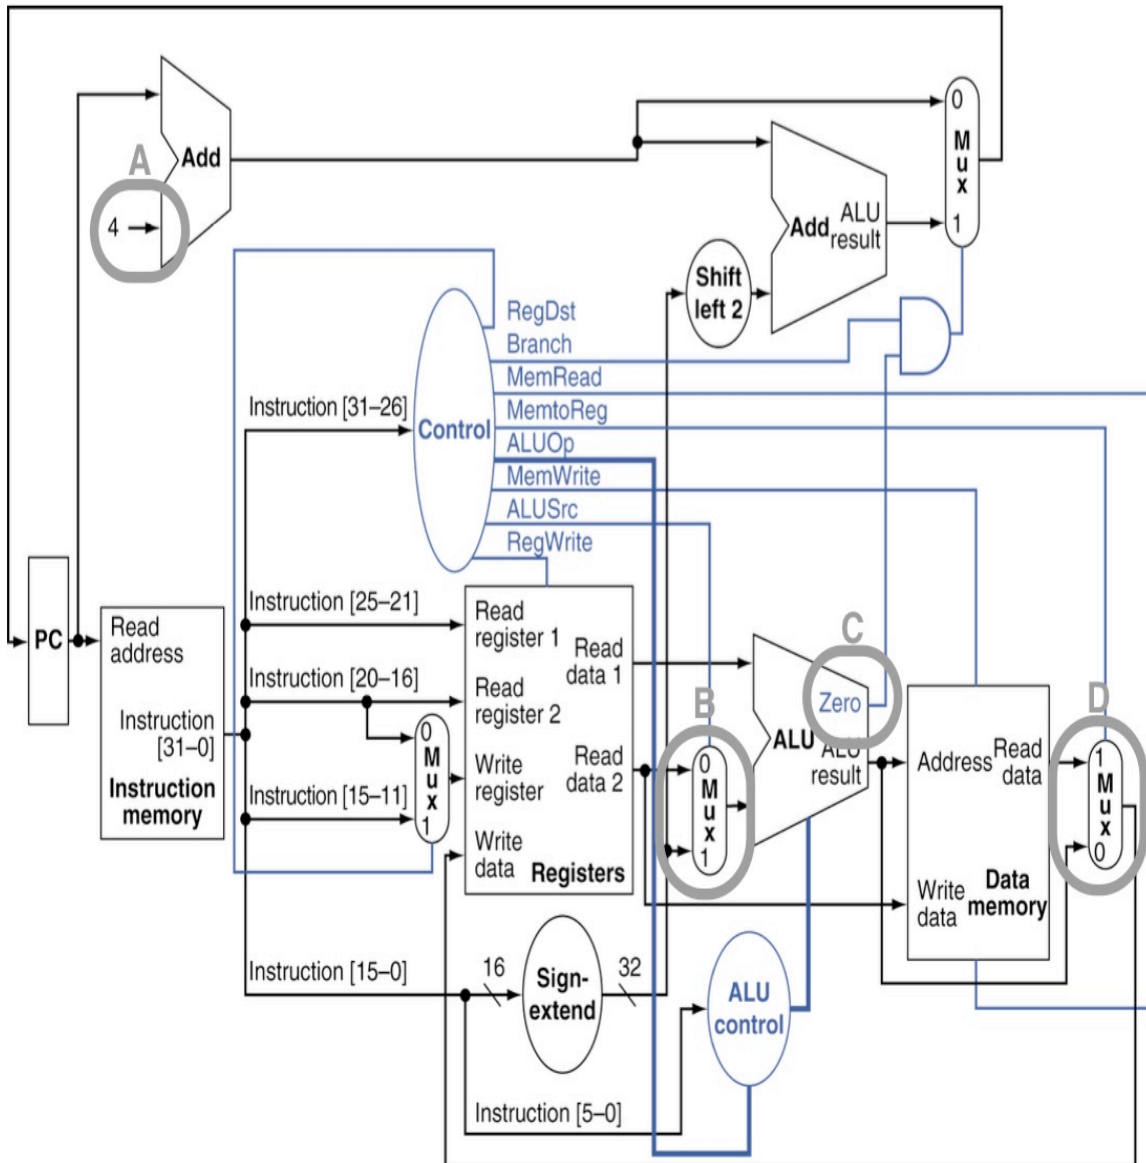 0
M
u
x
1
Add
A
4
Add
ALU
result
Shift
left 2
RegDst
Branch
MemRead
MemtoReg
ALUOp
MemWrite
ALUSrc
RegWrite
Control
Instruction [31–26]
PC
Read
address
Instruction
[31–0]
Instruction
memory
Instruction [25–21]
Instruction [20–16]
Instruction [15–11]
0
M
u
x
1
Read
register 1
Read
register 2
Write
register
Write
data
Read
data 1
Read
data 2
Registers
B
0
M
u
x
1
C
Zero
ALU
ALU
result
Address
Read
data
Write
data
Data
memory
D
1
M
u
x
0
Instruction [15–0]
16
Sign-
extend
32
ALU
control
Instruction [5–0]